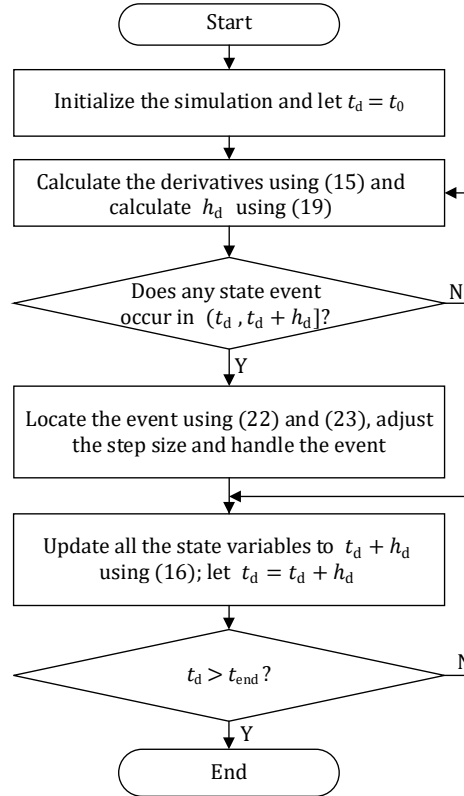 Start
Initialize the simulation and let t_d = t_0
Calculate the derivatives using (15) and
calculate h_d using (19)
Does any state event
occur in (t_d , t_d + h_d]?
N
Y
Locate the event using (22) and (23), adjust
the step size and handle the event
Update all the state variables to t_d + h_d
using (16); let t_d = t_d + h_d
t_d > t_end ?
N
Y
End